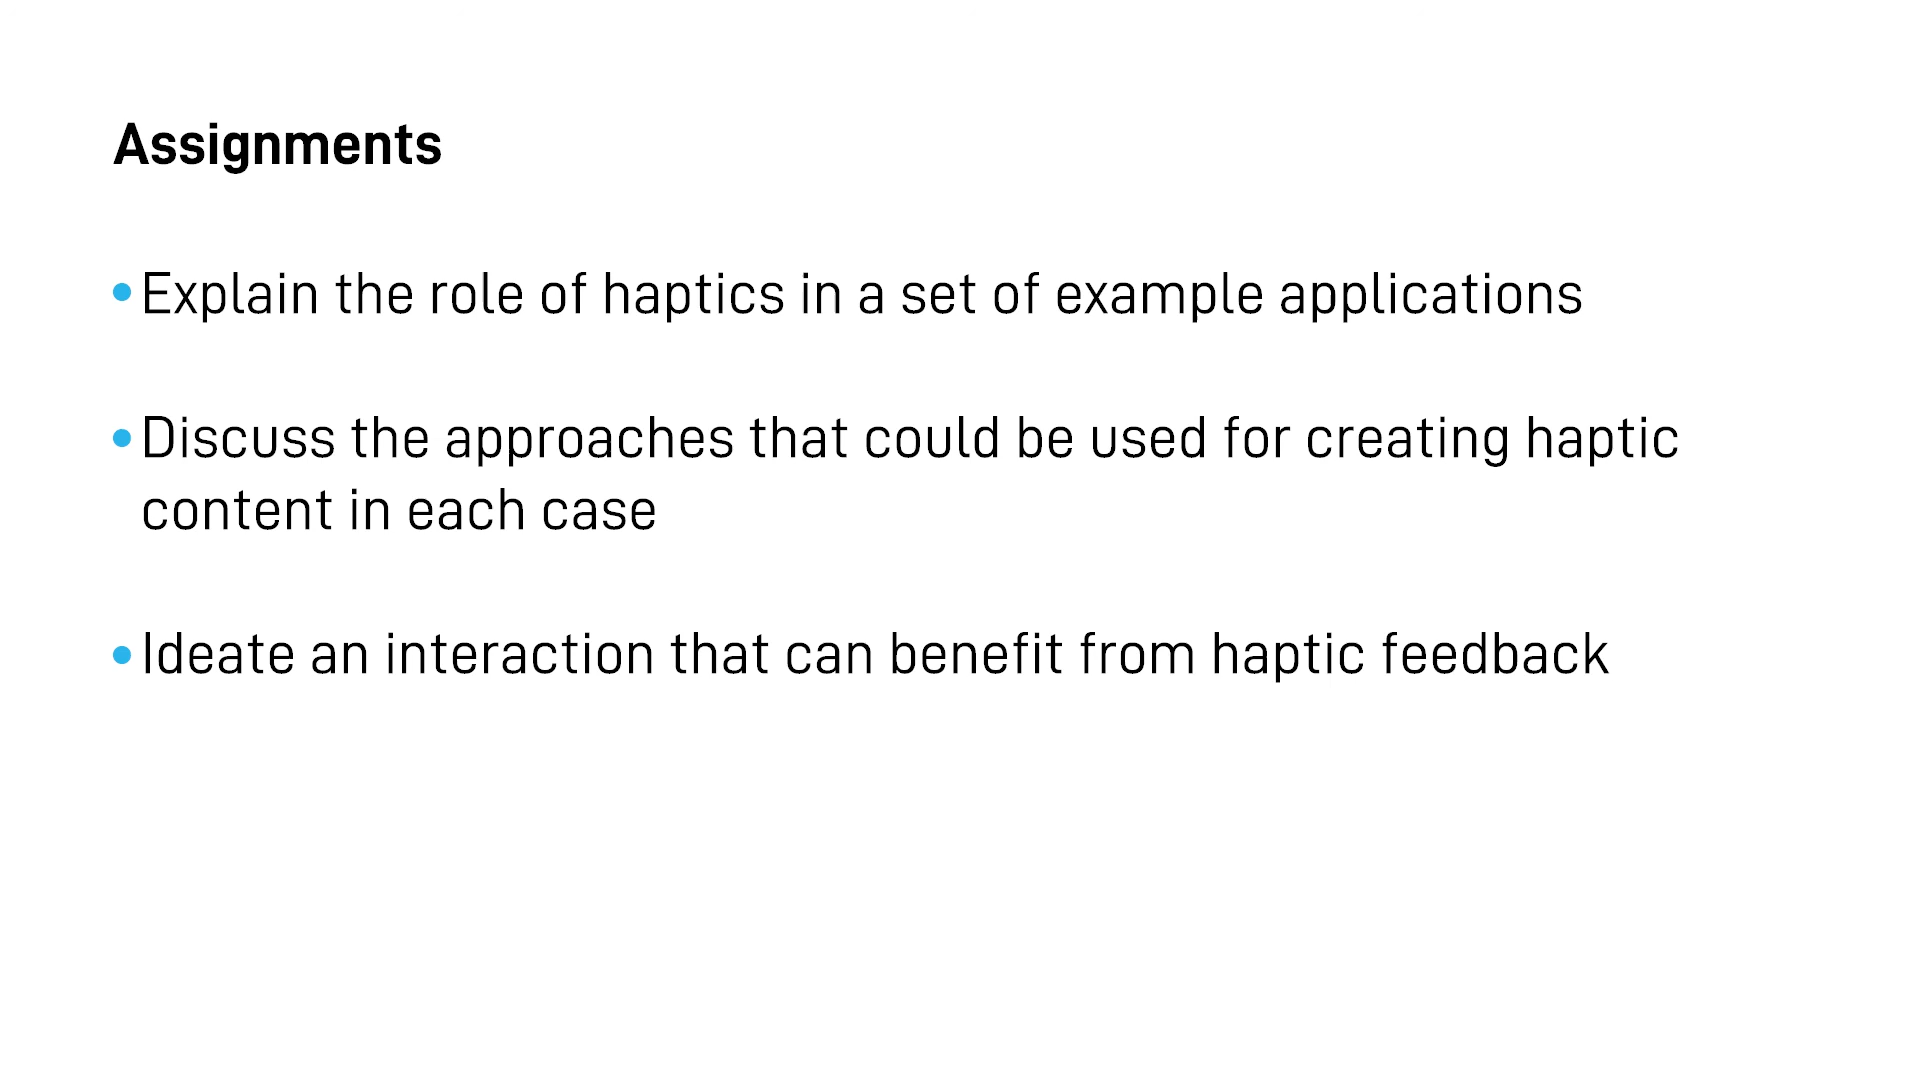 Assignments
• Explain the role of haptics in a set of example applications
• Discuss the approaches that could be used for creating haptic
content in each case
• Ideate an interaction that can benefit from haptic feedback